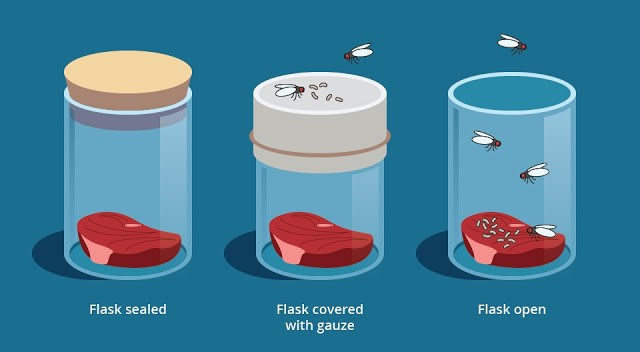 Flask sealed
Flask covered
with gauze
Flask open